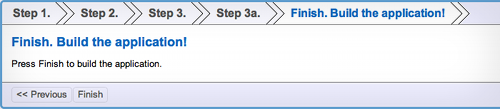 Step 1. Step 2. Step 3. Step 3a. Finish. Build the application!
Finish. Build the application!
Press Finish to build the application.
<< Previous Finish